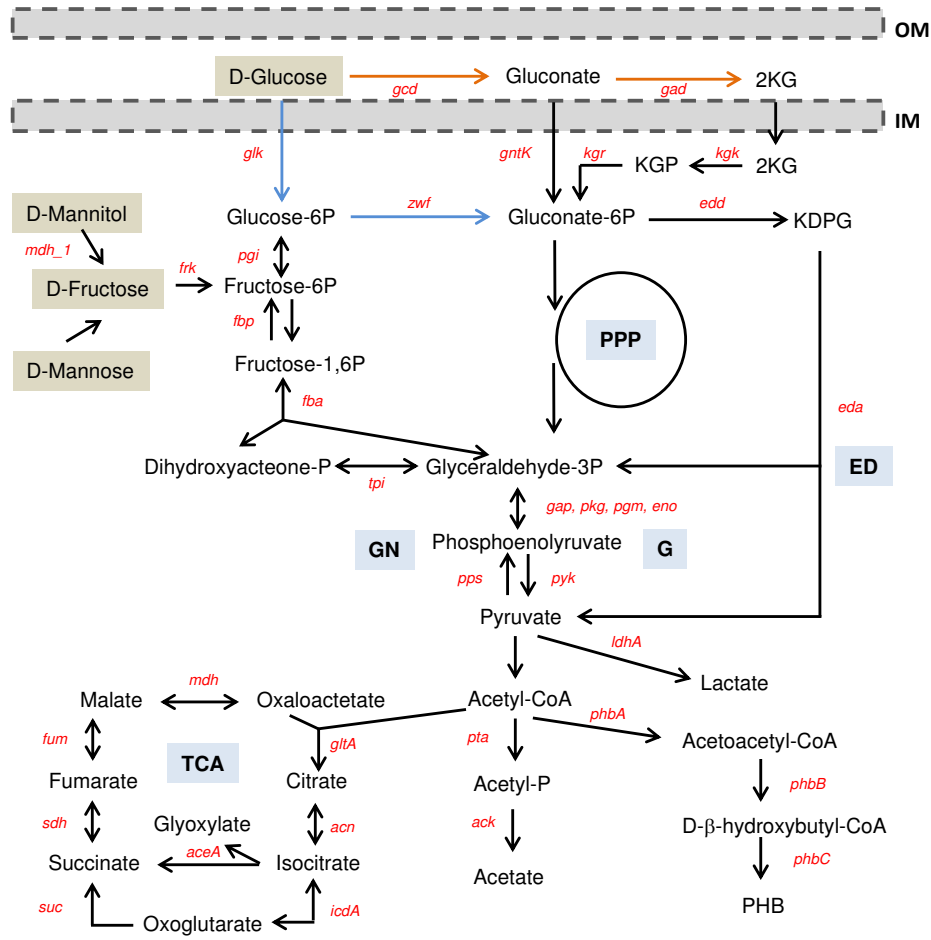 OM
D-Glucose
gcd
Gluconate
gad
2KG
IM
glk
gntK
kgr
KGP
kgk
2KG
D-Mannitol
Glucose-6P
zwf
Gluconate-6P
edd
KDPG
mdh_1
pgi
D-Fructose
frk
Fructose-6P
fbp
PPP
D-Mannose
Fructose-1,6P
fba
eda
Dihydroxyacteone-P
tpi
Glyceraldehyde-3P
ED
gap, pkg, pgm, eno
GN
Phosphoenolyruvate
G
pps
pyk
Pyruvate
ldhA
Lactate
mdh
Malate
Oxaloactetate
Acetyl-CoA
phbA
fum
TCA
gltA
pta
Acetoacetyl-CoA
Fumarate
Citrate
Acetyl-P
phbB
sdh
Glyoxylate
acn
ack
D-β-hydroxybutyl-CoA
Succinate
aceA
Isocitrate
phbC
Acetate
suc
Oxoglutarate
icdA
PHB